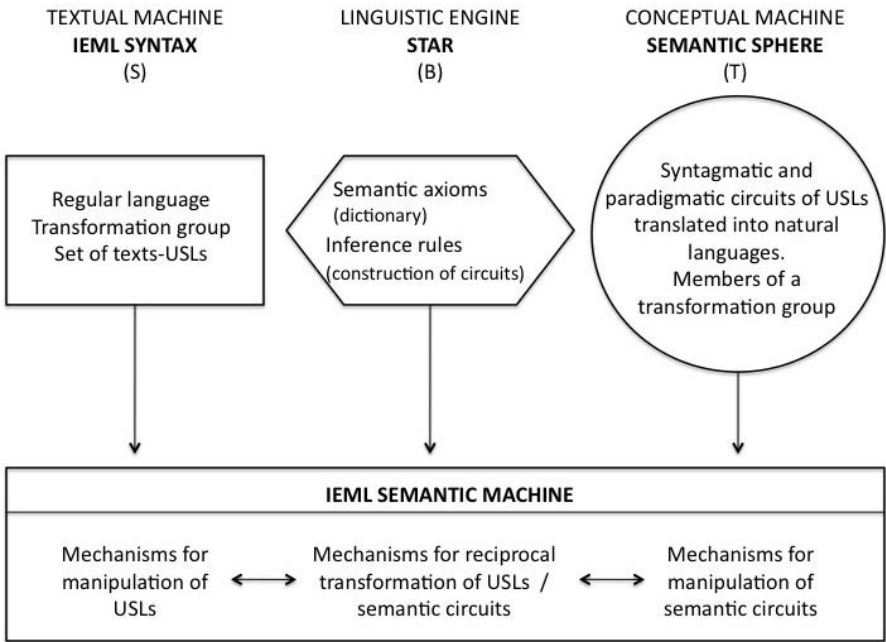 TEXTUAL MACHINE
IEML SYNTAX
(S)
LINGUISTIC ENGINE
STAR
(B)
CONCEPTUAL MACHINE
SEMANTIC SPHERE
(T)
Regular language
Transformation group
Set of texts-USLs
Semantic axioms
(dictionary)
Inference rules
(construction of circuits)
Syntagmatic and
paradigmatic circuits of USLs
translated into natural
languages.
Members of a
transformation group
IEML SEMANTIC MACHINE
Mechanisms for
manipulation of
USLs
Mechanisms for reciprocal
transformation of USLs /
semantic circuits
Mechanisms for
manipulation of
semantic circuits